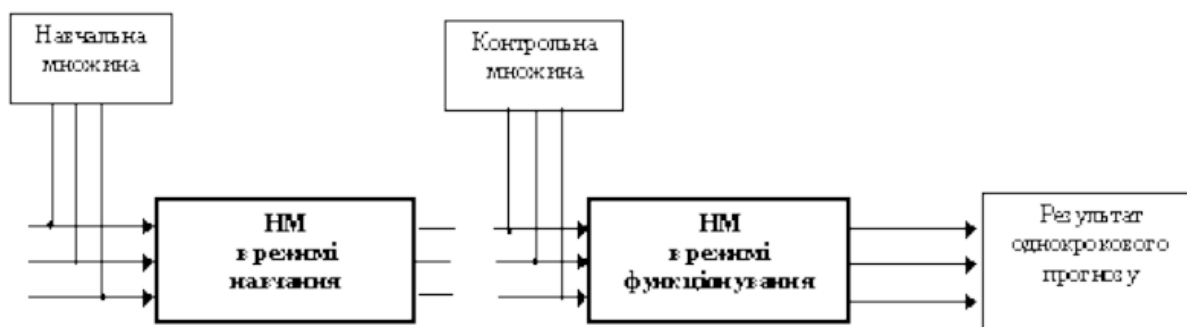 Навчальна
множина
Контрольна
множина
НМ
в режимі
навчання
НМ
в режимі
функціонування
Результат
однокрокового
прогнозу